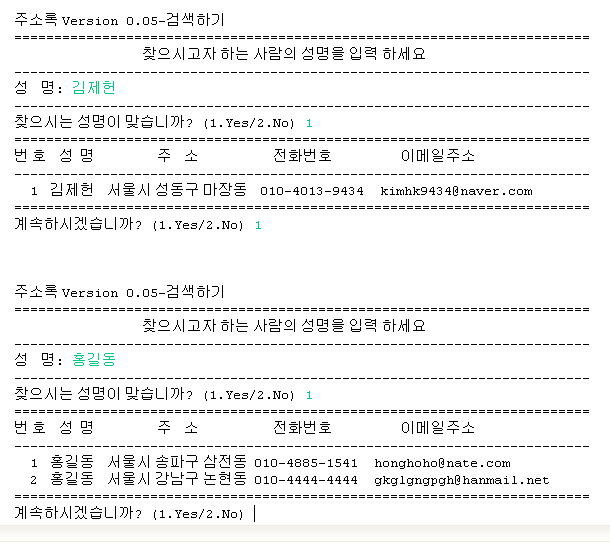 주소록 Version 0.05-검색하기
================================================================================
찾으시고자 하는 사람의 성명을 입력 하세요
--------------------------------------------------------------------------------
성 명: 김제헌
--------------------------------------------------------------------------------
찾으시는 성명이 맞습니까? (1.Yes/2.No) 1
================================================================================
번호 성 명 주 소 전화번호 이메일주소
--------------------------------------------------------------------------------
1 김제헌 서울시 성동구 마장동 010-4013-9434 kimhk9434@naver.com
================================================================================
계속하시겠습니까? (1.Yes/2.No) 1
주소록 Version 0.05-검색하기
================================================================================
찾으시고자 하는 사람의 성명을 입력 하세요
--------------------------------------------------------------------------------
성 명: 홍길동
--------------------------------------------------------------------------------
찾으시는 성명이 맞습니까? (1.Yes/2.No) 1
================================================================================
번호 성 명 주 소 전화번호 이메일주소
--------------------------------------------------------------------------------
1 홍길동 서울시 송파구 삼전동 010-4885-1541 honghoho@nate.com
2 홍길동 서울시 강남구 논현동 010-4444-4444 gkglgngpgh@hanmail.net
================================================================================
계속하시겠습니까? (1.Yes/2.No)